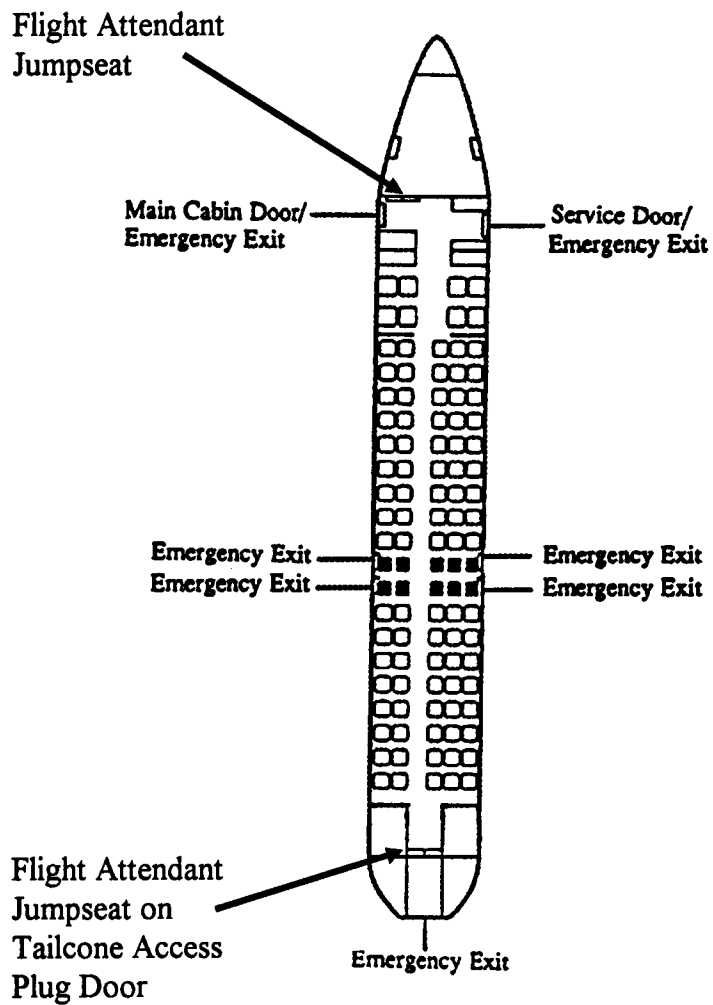 Flight Attendant
Jumpseat
Main Cabin Door/
Emergency Exit
Service Door/
Emergency Exit
Emergency Exit
Emergency Exit
Emergency Exit
Emergency Exit
Flight Attendant
Jumpseat on
Tailcone Access
Plug Door
Emergency Exit